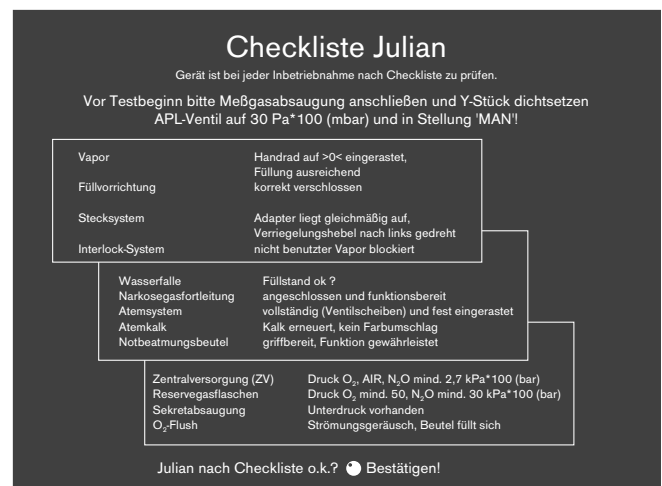 Checkliste Julian
Gerät ist bei jeder Inbetriebnahme nach Checkliste zu prüfen.
Vor Testbeginn bitte Meßgasabsaugung anschließen und Y-Stück dichtsetzen
APL-Ventil auf 30 Pa*100 (mbar) und in Stellung 'MAN'!
Vapor Handrad auf >0< eingerastet,
Füllung ausreichend
Füllvorrichtung korrekt verschlossen
Stecksystem Adapter liegt gleichmäßig auf,
Verriegelungshebel nach links gedreht
Interlock-System nicht benutzter Vapor blockiert
Wasserfalle Füllstand ok ?
Narkosegasfortleitung angeschlossen und funktionsbereit
Atemsystem vollständig (Ventilscheiben) und fest eingerastet
Atemkalk Kalk erneuert, kein Farbumschlag
Notbeatmungsbeutel griffbereit, Funktion gewährleistet
Zentralversorgung (ZV) Druck O₂, AIR, N₂O mind. 2,7 kPa*100 (bar)
Reservegasflaschen Druck O₂ mind. 50, N₂O mind. 30 kPa*100 (bar)
Sekretabsaugung Unterdruck vorhanden
O₂-Flush Strömungsgeräusch, Beutel füllt sich
Julian nach Checkliste o.k.? Bestätigen!